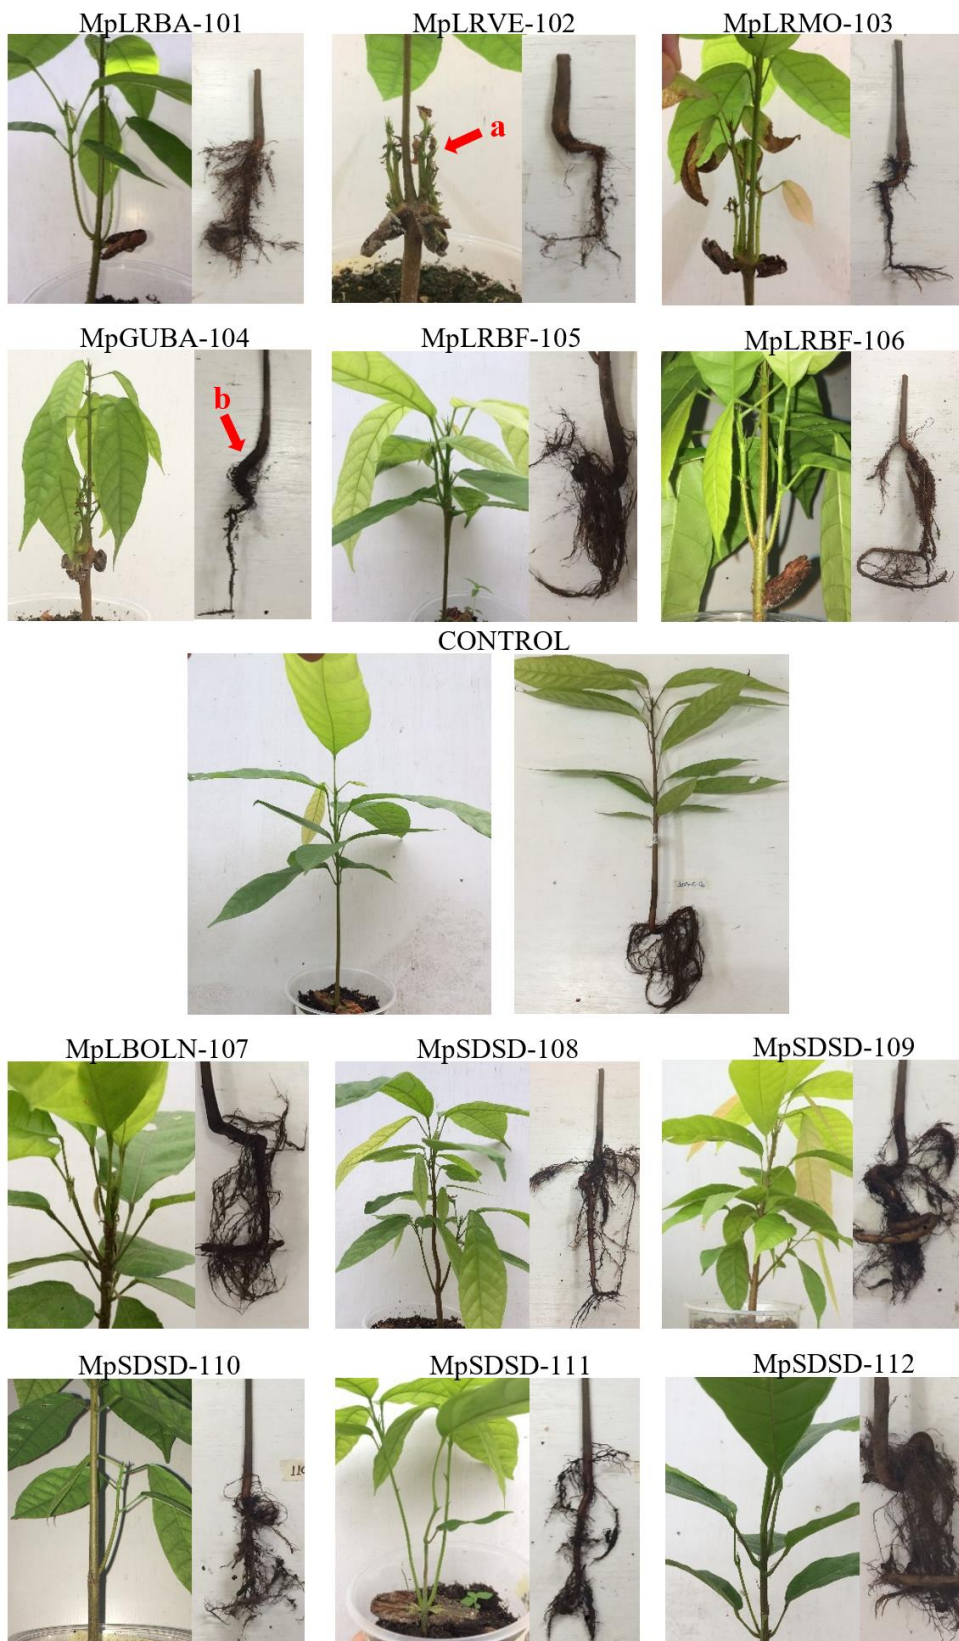 MpLRBA-101
MpLRVE-102
MpLRMO-103
a
MpGUBA-104
MpLRBF-105
MpLRBF-106
b
CONTROL
MpLBOLN-107
MpSDSD-108
MpSDSD-109
MpSDSD-110
MpSDSD-111
MpSDSD-112
110